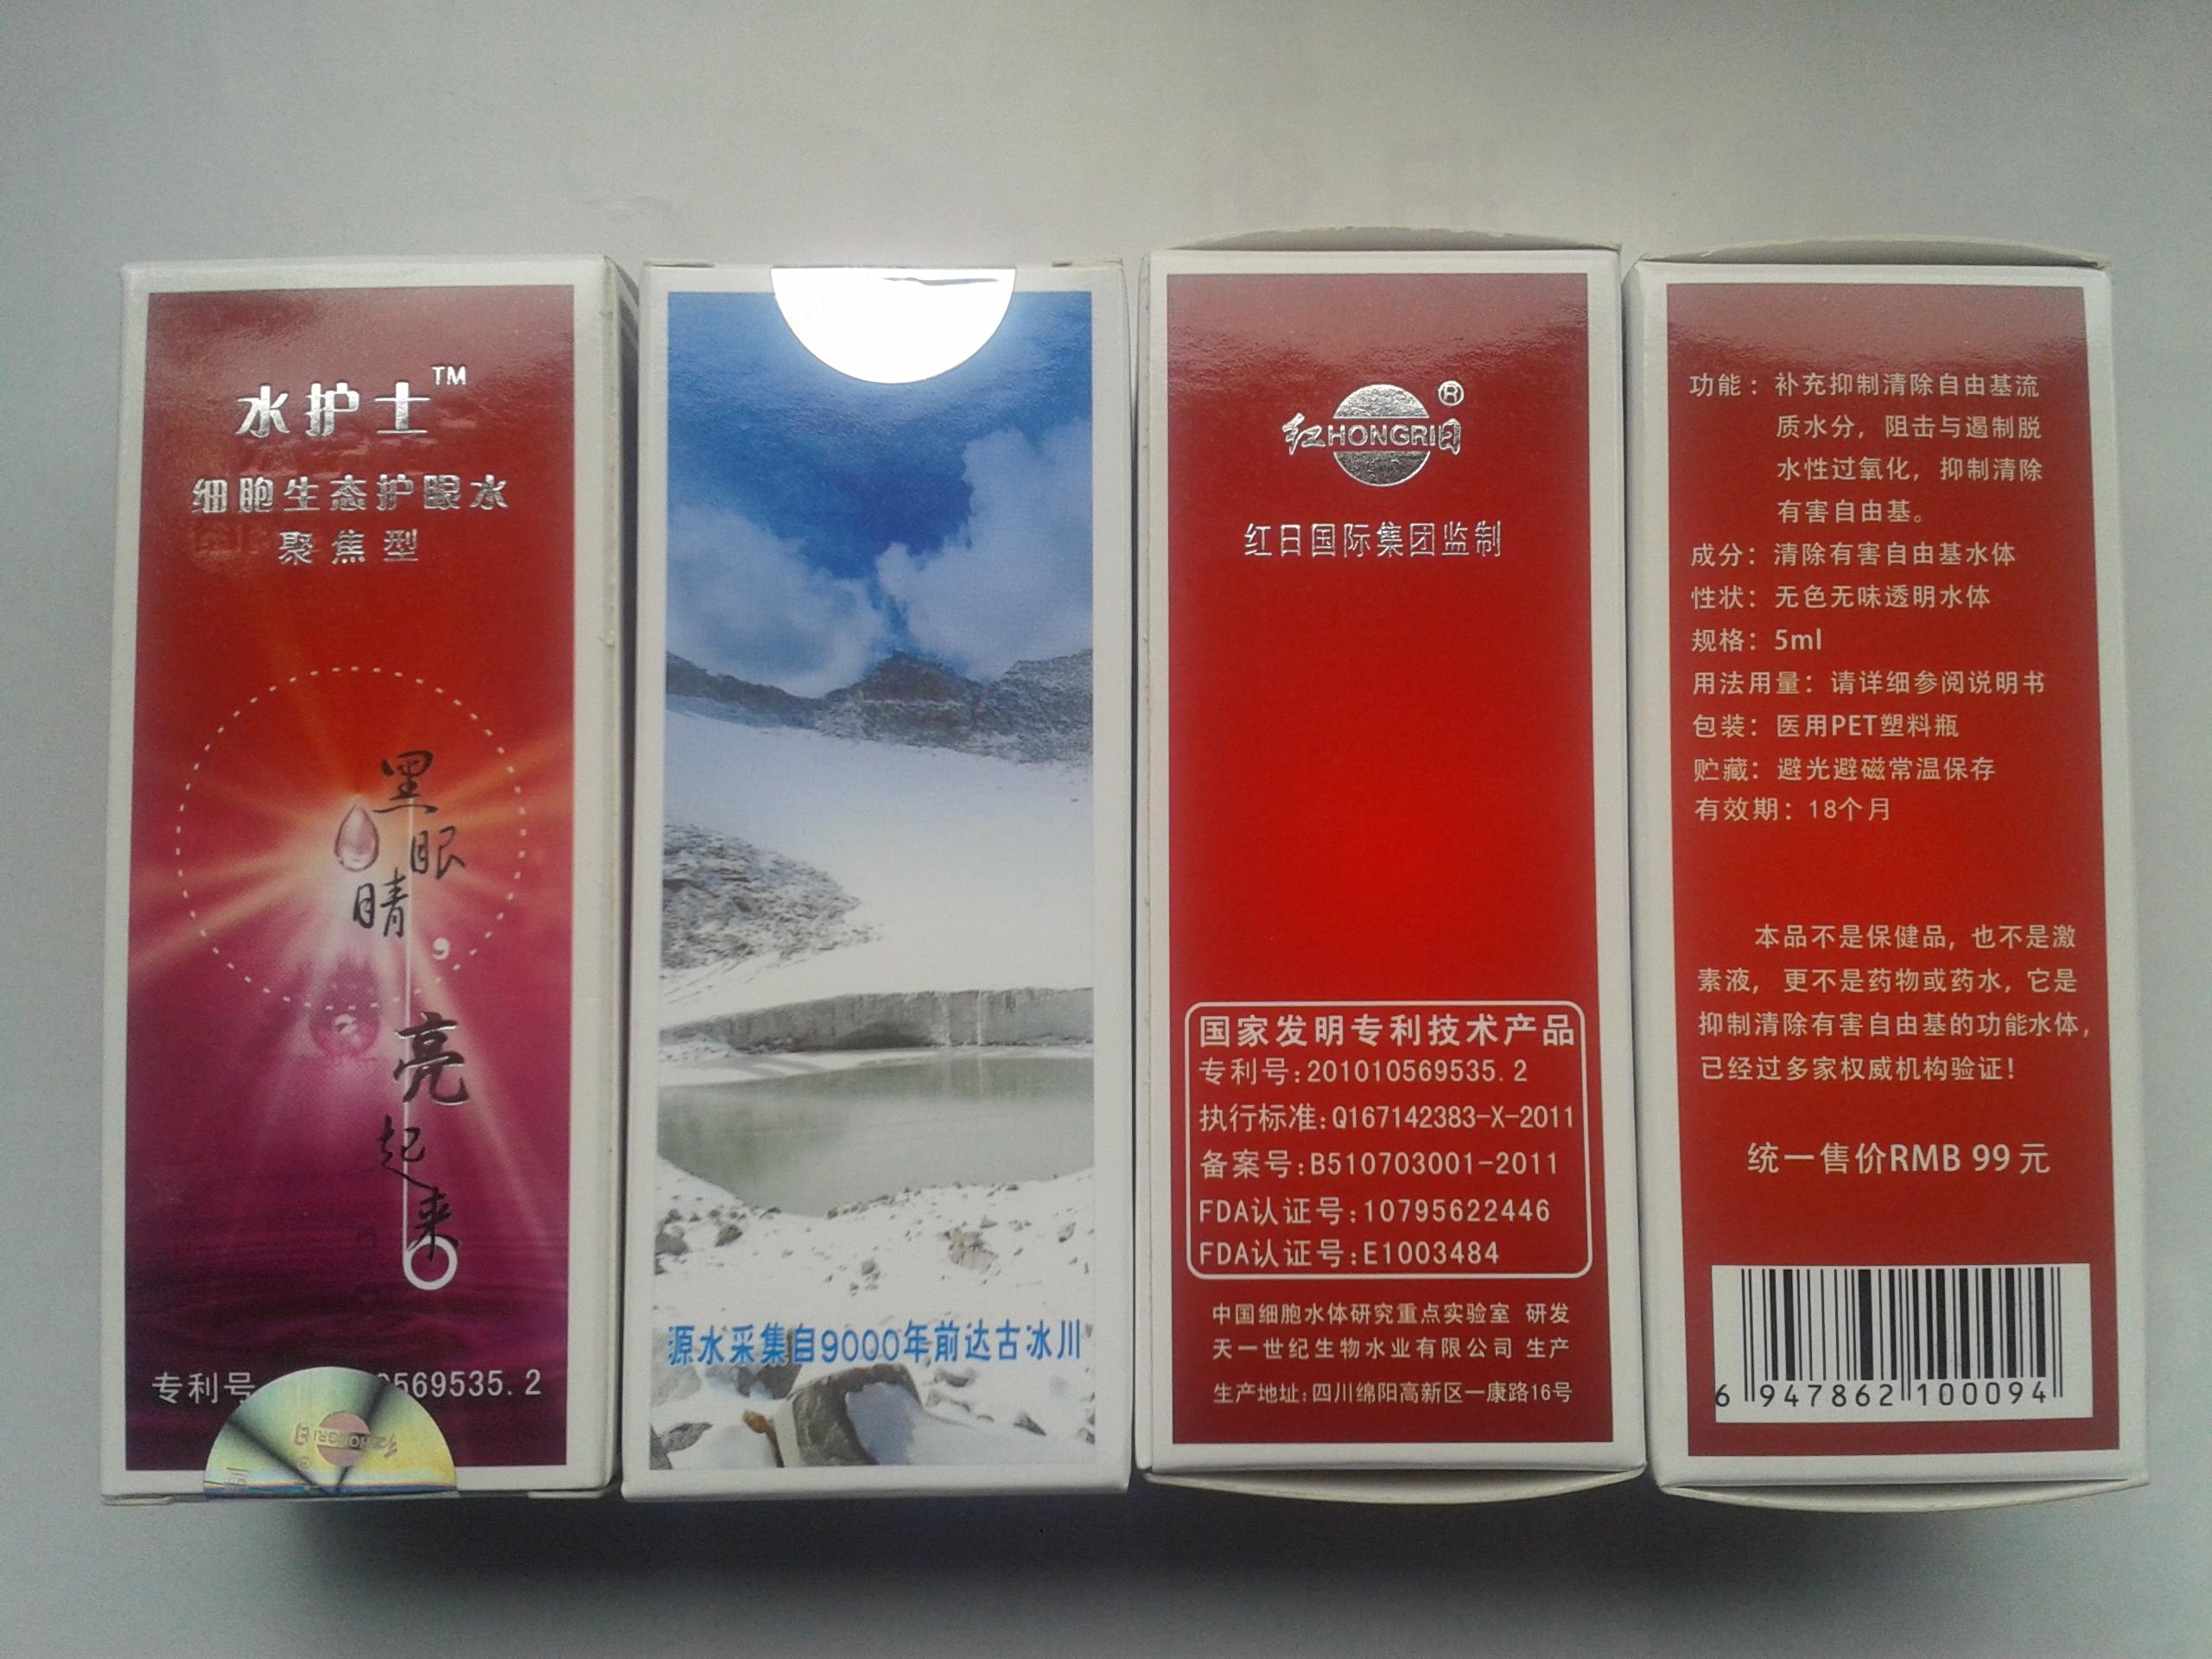 水护士™
细胞生态护眼水
聚焦型
黑眼睛，亮起来
专利号
0569535.2
红HONGRI日
源水采集自9000年前达古冰川
红HONGRI日®
红日国际集团监制
国家发明专利技术产品
专利号:201010569535.2
执行标准:Q167142383-X-2011
备案号:B510703001-2011
FDA认证号:10795622446
FDA认证号:E1003484
中国细胞水体研究重点实验室 研发
天一世纪生物水业有限公司 生产
生产地址:四川绵阳高新区一康路16号
功能：补充抑制清除自由基流
质水分，阻击与遏制脱
水性过氧化，抑制清除
有害自由基。
成分：清除有害自由基水体
性状：无色无味透明水体
规格：5ml
用法用量：请详细参阅说明书
包装：医用PET塑料瓶
贮藏：避光避磁常温保存
有效期：18个月
本品不是保健品，也不是激
素液，更不是药物或药水，它是
抑制清除有害自由基的功能水体，
已经过多家权威机构验证！
统一售价RMB 99元
6 947862 100094